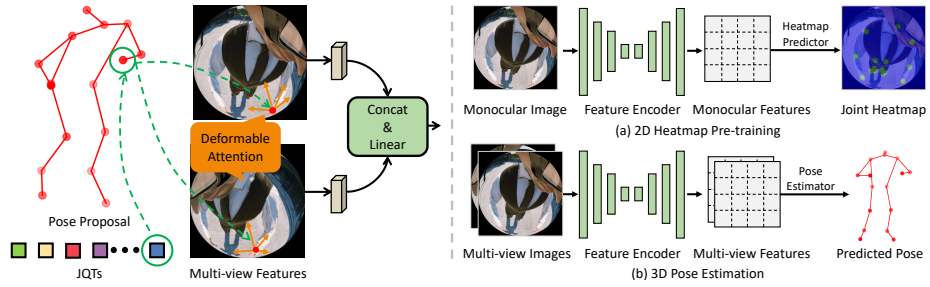 Pose Proposal
JQTs
Deformable
Attention
Multi-view Features
Concat
&
Linear
Monocular Image
Feature Encoder
Monocular Features
Heatmap
Predictor
Joint Heatmap
(a) 2D Heatmap Pre-training
Multi-view Images
Feature Encoder
Multi-view Features
Pose
Estimator
Predicted Pose
(b) 3D Pose Estimation